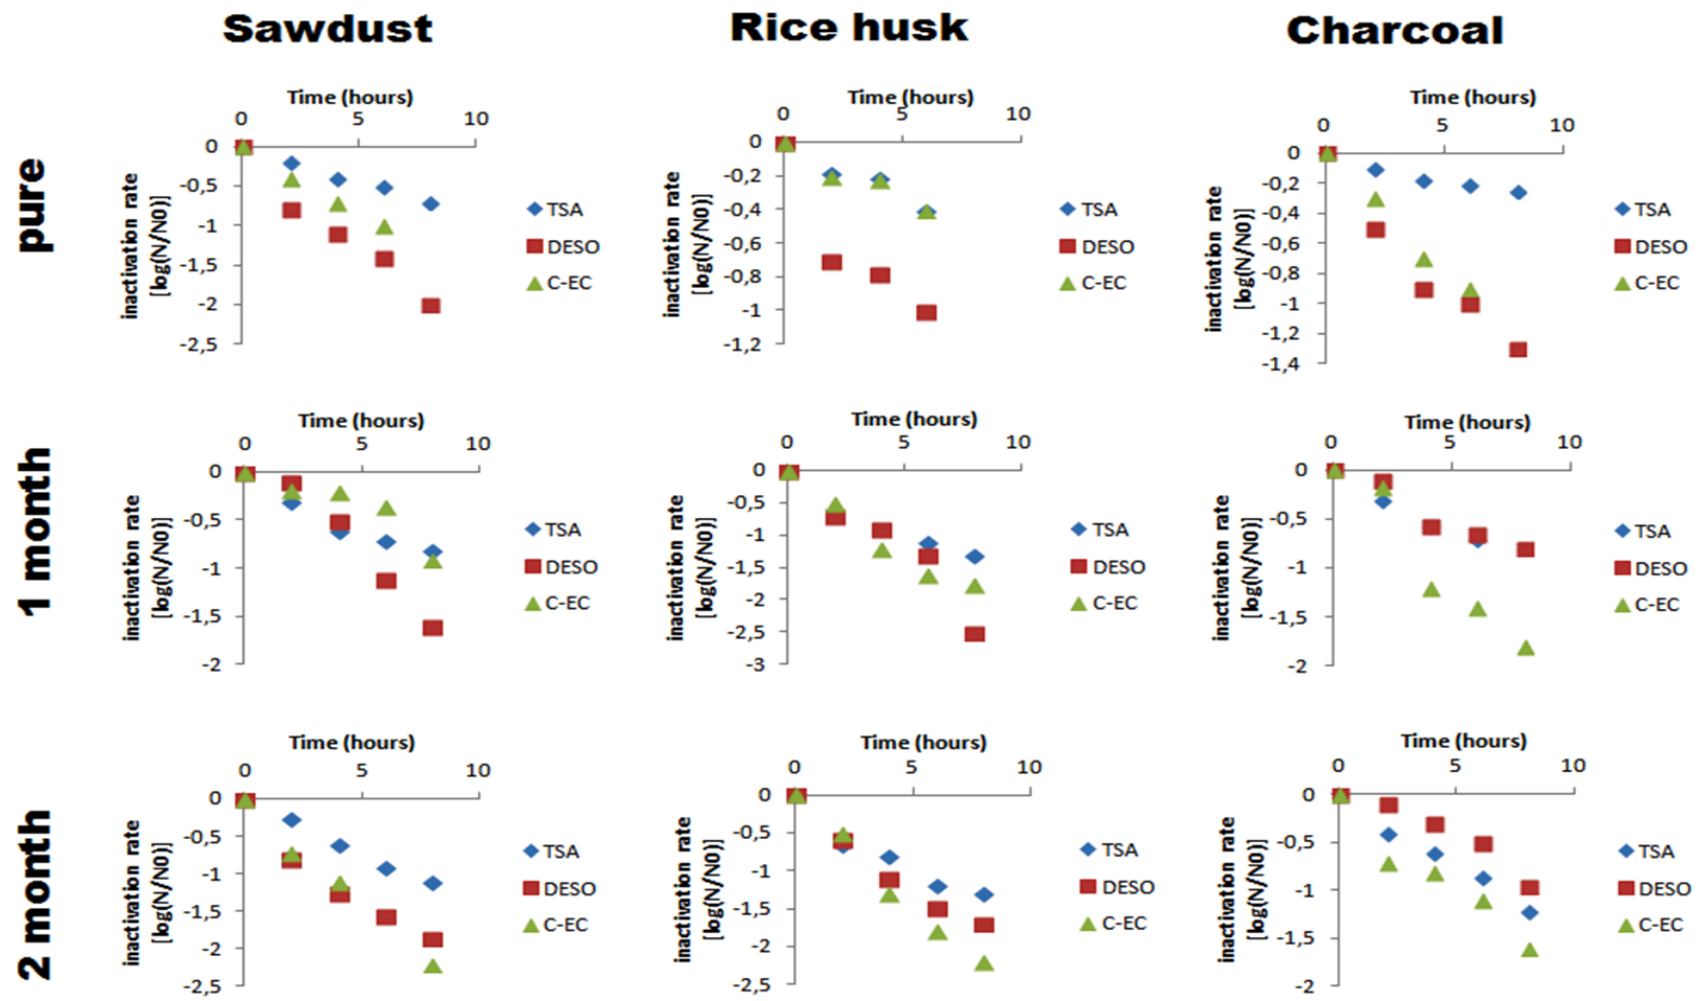 Sawdust
Rice husk
Charcoal
pure
Time (hours)
0 5 10
0
-0,5
-1
-1,5
-2
-2,5
inactivation rate
[log(N/N0)]
TSA
DESO
C-EC
Time (hours)
0 5 10
0
-0,2
-0,4
-0,6
-0,8
-1
-1,2
inactivation rate
[log(N/N0)]
TSA
DESO
C-EC
Time (hours)
0 5 10
0
-0,2
-0,4
-0,6
-0,8
-1
-1,2
-1,4
inactivation rate
[log(N/N0)]
TSA
DESO
C-EC
1 month
Time (hours)
0 5 10
0
-0,5
-1
-1,5
-2
inactivation rate
[log(N/N0)]
TSA
DESO
C-EC
Time (hours)
0 5 10
0
-0,5
-1
-1,5
-2
-2,5
-3
inactivation rate
[log(N/N0)]
TSA
DESO
C-EC
Time (hours)
0 5 10
0
-0,5
-1
-1,5
-2
inactivation rate
[log(N/N0)]
TSA
DESO
C-EC
2 month
Time (hours)
0 5 10
0
-0,5
-1
-1,5
-2
-2,5
inactivation rate
[log(N/N0)]
TSA
DESO
C-EC
Time (hours)
0 5 10
0
-0,5
-1
-1,5
-2
-2,5
inactivation rate
[log(N/N0)]
TSA
DESO
C-EC
Time (hours)
0 5 10
0
-0,5
-1
-1,5
-2
inactivation rate
[log(N/N0)]
TSA
DESO
C-EC